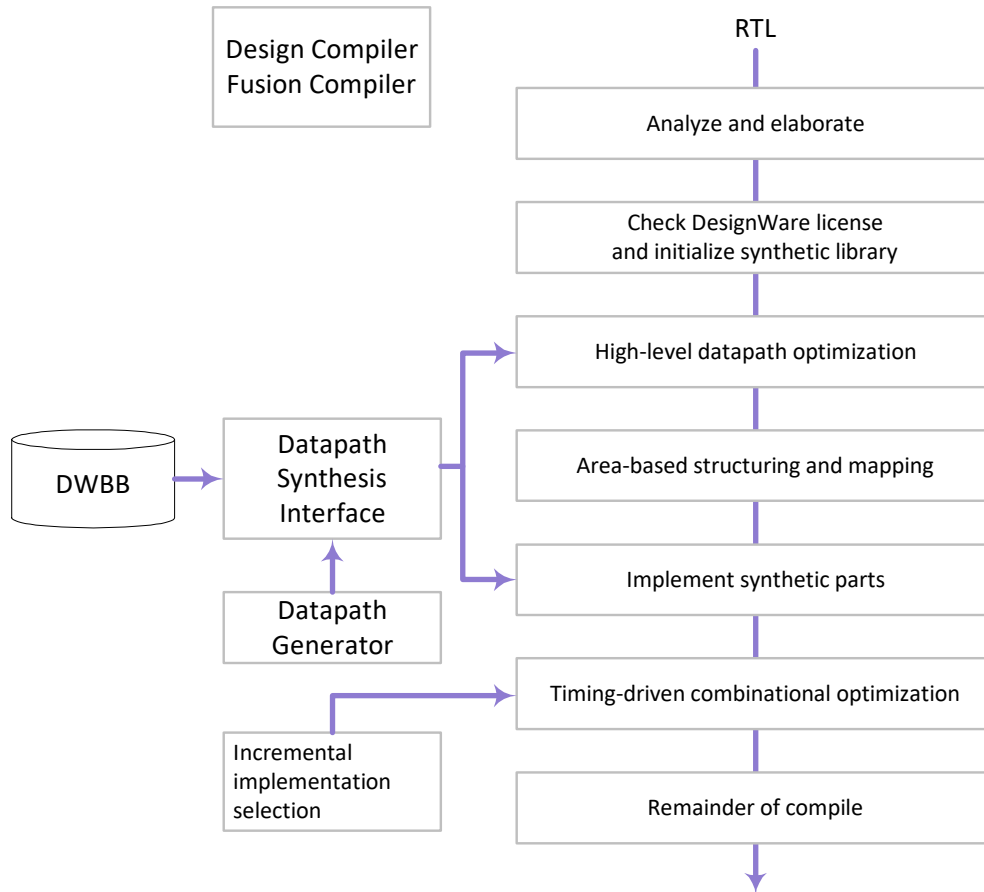 Design Compiler
Fusion Compiler
RTL
Analyze and elaborate
Check DesignWare license
and initialize synthetic library
High-level datapath optimization
DWBB
Datapath
Synthesis
Interface
Area-based structuring and mapping
Datapath
Generator
Implement synthetic parts
Timing-driven combinational optimization
Incremental
implementation
selection
Remainder of compile